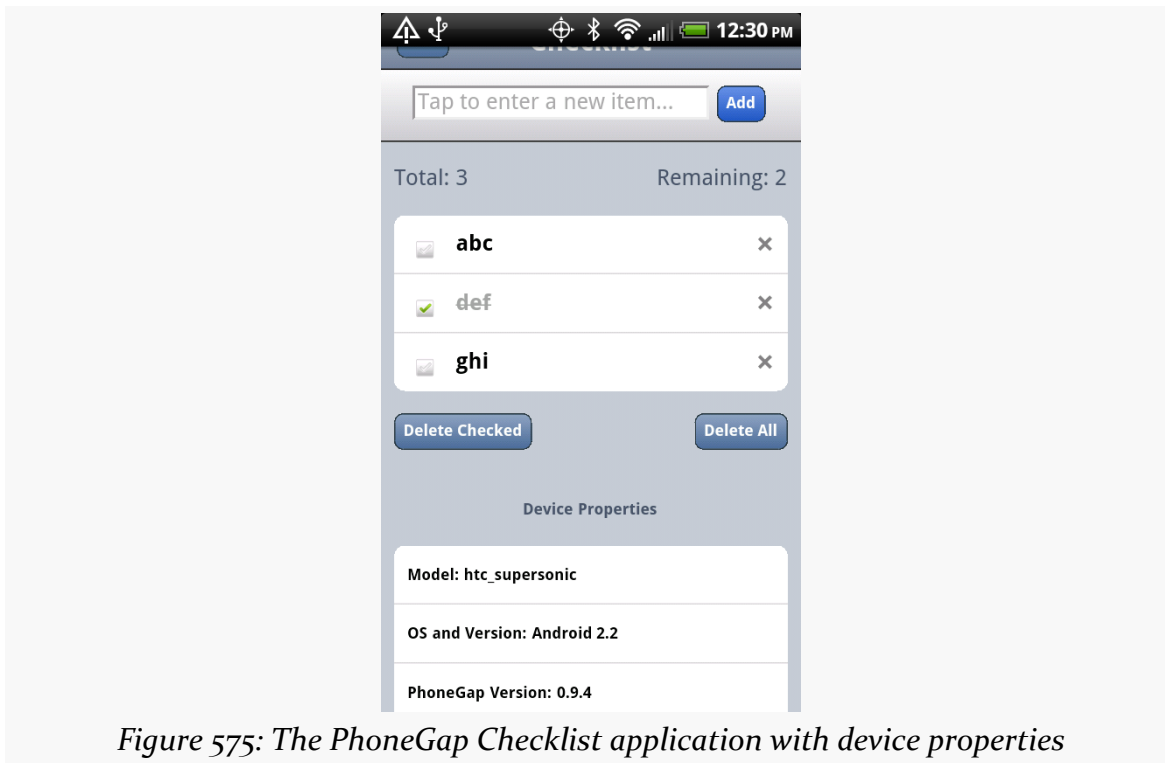 12:30 PM
Checklist
Tap to enter a new item... Add
Total: 3 Remaining: 2
abc
def
ghi
Delete Checked Delete All
Device Properties
Model: htc_supersonic
OS and Version: Android 2.2
PhoneGap Version: 0.9.4
Figure 575: The PhoneGap Checklist application with device properties